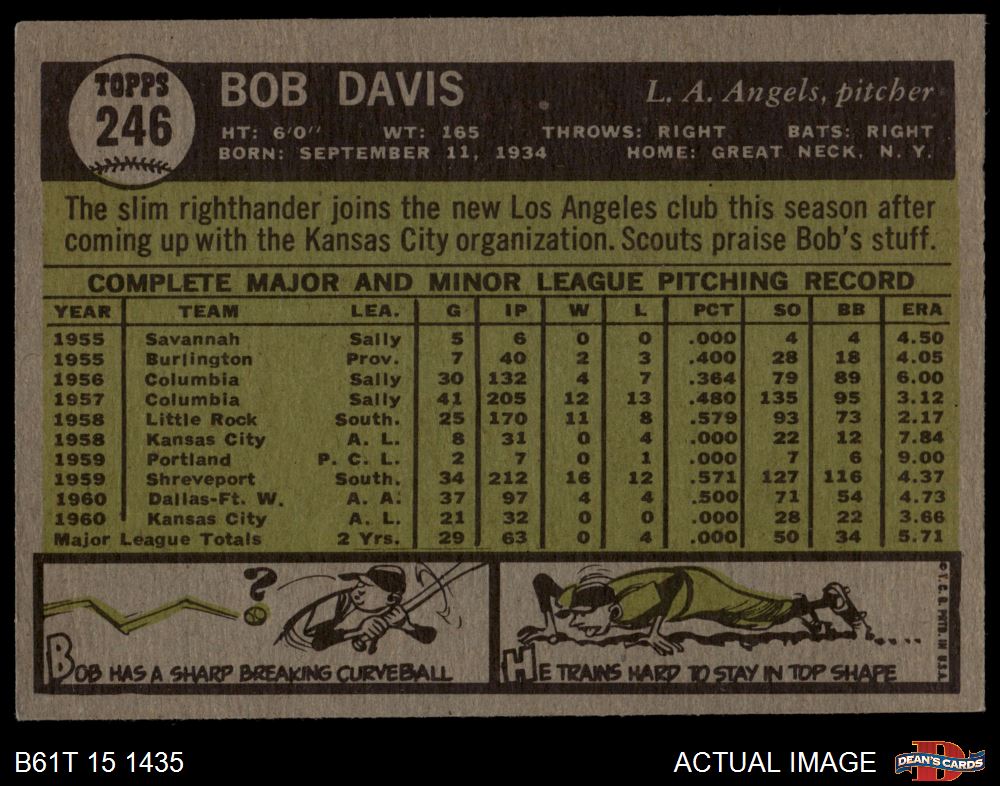 TOPPS
246
BOB DAVIS
L. A. Angels, pitcher
HT: 6'0" WT: 165 THROWS: RIGHT BATS: RIGHT
BORN: SEPTEMBER 11, 1934 HOME: GREAT NECK, N. Y.
The slim righthander joins the new Los Angeles club this season after
coming up with the Kansas City organization. Scouts praise Bob's stuff.
COMPLETE MAJOR AND MINOR LEAGUE PITCHING RECORD
YEAR TEAM LEA. G IP W L PCT SO BB ERA
1955 Savannah Sally 5 6 0 0 .000 4 4 4.50
1955 Burlington Prov. 7 40 2 3 .400 28 18 4.05
1956 Columbia Sally 30 132 4 7 .364 79 89 6.00
1957 Columbia Sally 41 205 12 13 .480 135 95 3.12
1958 Little Rock South. 25 170 11 8 .579 93 73 2.17
1958 Kansas City A. L. 8 31 0 4 .000 22 12 7.84
1959 Portland P. C. L. 2 7 0 1 .000 7 6 9.00
1959 Shreveport South. 34 212 16 12 .571 127 116 4.37
1960 Dallas-Ft. W. A. A. 37 97 4 4 .500 71 54 4.73
1960 Kansas City A. L. 21 32 0 0 .000 28 22 3.66
Major League Totals 2 Yrs. 29 63 0 4 .000 50 34 5.71
?
BOB HAS A SHARP BREAKING CURVEBALL
HE TRAINS HARD TO STAY IN TOP SHAPE
© T. C. G. PRTD. IN U.S.A.
B61T 15 1435
ACTUAL IMAGE
D
DEAN'S CARDS